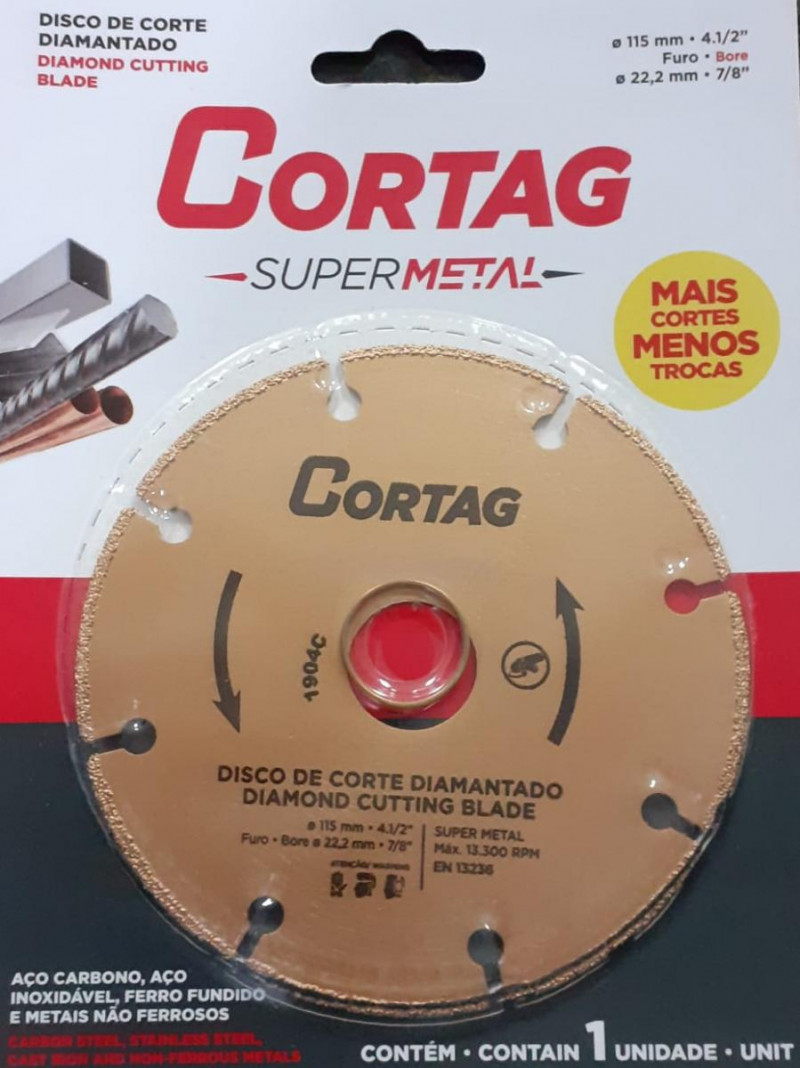 DISCO DE CORTE
DIAMANTADO
DIAMOND CUTTING
BLADE
ø 115 mm • 4.1/2"
Furo • Bore
ø 22,2 mm • 7/8"
CORTAG
SUPERMETAL
MAIS
CORTES
MENOS
TROCAS
CORTAG
1904C
DISCO DE CORTE DIAMANTADO
DIAMOND CUTTING BLADE
ø 115 mm • 4.1/2"
Furo • Bore ø 22,2 mm • 7/8"
ATENÇÃO/ WARNING
SUPER METAL
Máx. 13.300 RPM
EN 13236
AÇO CARBONO, AÇO
INOXIDÁVEL, FERRO FUNDIDO
E METAIS NÃO FERROSOS
CARBON STEEL, STAINLESS STEEL,
CAST IRON AND NON-FERROUS METALS
CONTÉM • CONTAIN 1 UNIDADE • UNIT